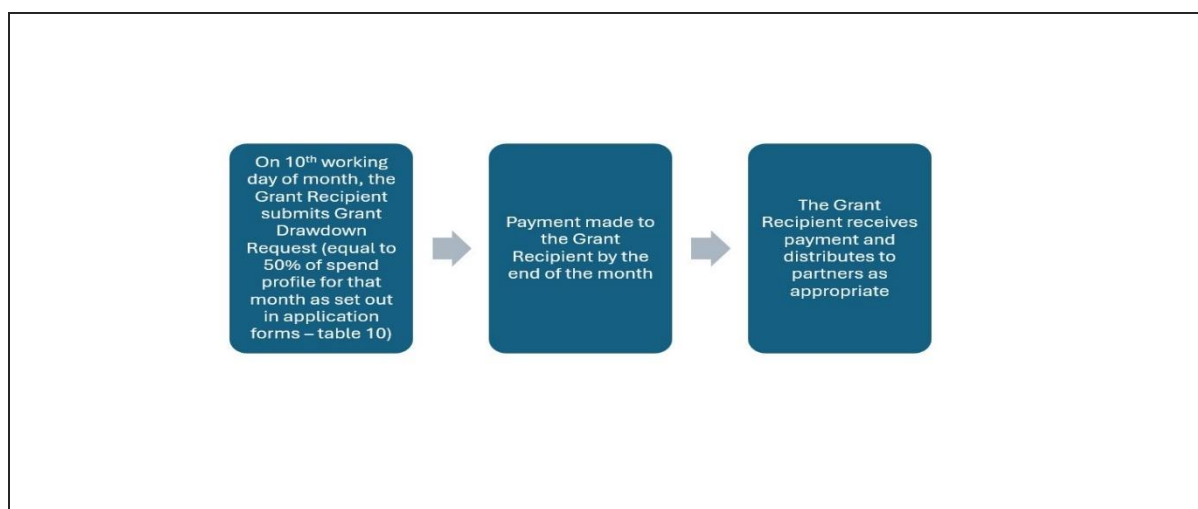 On 10th working
day of month, the
Grant Recipient
submits Grant
Drawdown
Request (equal to
50% of spend
profile for that
month as set out
in application
forms – table 10)
Payment made to
the Grant
Recipient by the
end of the month
The Grant
Recipient receives
payment and
distributes to
partners as
appropriate